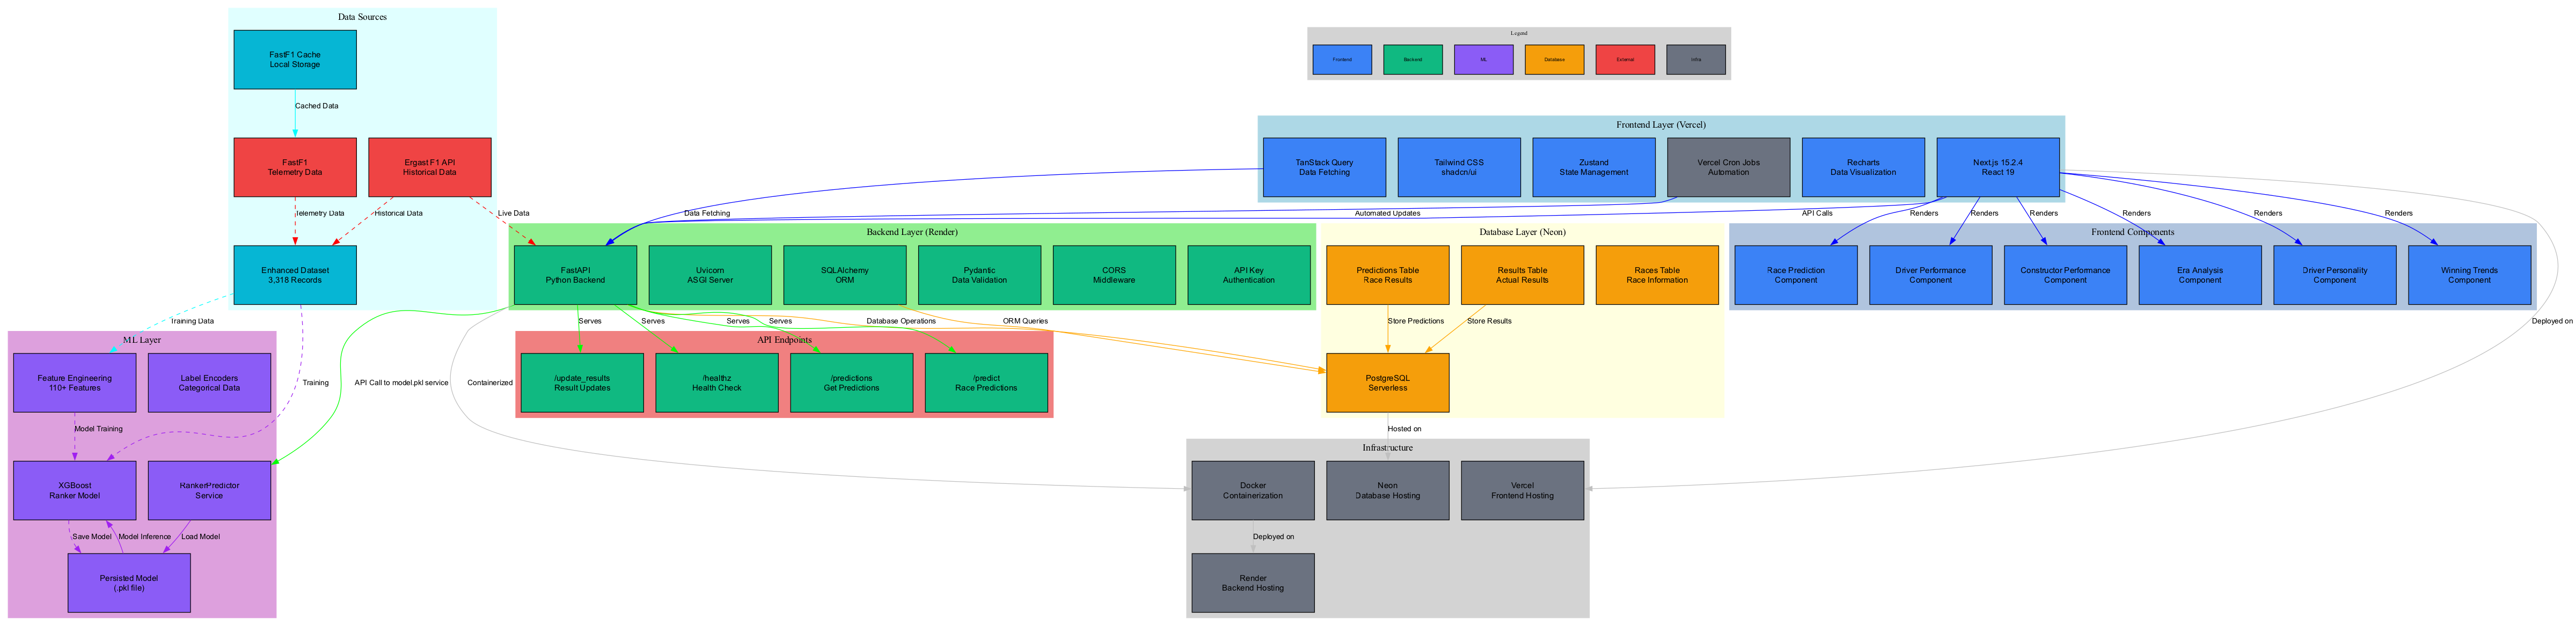 Data Sources
FastF1 Cache
Local Storage
Cached Data
FastF1
Telemetry Data
Ergast F1 API
Historical Data
Telemetry Data
Historical Data
Live Data
Enhanced Dataset
3,318 Records
Training Data
Training
Legend
Frontend
Backend
ML
Database
External
Infra
Frontend Layer (Vercel)
TanStack Query
Data Fetching
Tailwind CSS
shadcn/ui
Zustand
State Management
Vercel Cron Jobs
Automation
Recharts
Data Visualization
Next.js 15.2.4
React 19
Data Fetching
Automated Updates
API Calls
Renders
Renders
Renders
Renders
Renders
Renders
Deployed on
Backend Layer (Render)
FastAPI
Python Backend
Uvicorn
ASGI Server
SQLAlchemy
ORM
Pydantic
Data Validation
CORS
Middleware
API Key
Authentication
Database Layer (Neon)
Predictions Table
Race Results
Results Table
Actual Results
Races Table
Race Information
Store Predictions
Store Results
PostgreSQL
Serverless
Hosted on
Frontend Components
Race Prediction
Component
Driver Performance
Component
Constructor Performance
Component
Era Analysis
Component
Driver Personality
Component
Winning Trends
Component
Serves
Serves
Serves
Serves
Database Operations
ORM Queries
API Call to model.pkl service
Containerized
API Endpoints
/update_results
Result Updates
/healthz
Health Check
/predictions
Get Predictions
/predict
Race Predictions
ML Layer
Feature Engineering
110+ Features
Label Encoders
Categorical Data
Model Training
XGBoost
Ranker Model
RankerPredictor
Service
Save Model
Model Inference
Load Model
Persisted Model
(.pkl file)
Infrastructure
Docker
Containerization
Neon
Database Hosting
Vercel
Frontend Hosting
Deployed on
Render
Backend Hosting